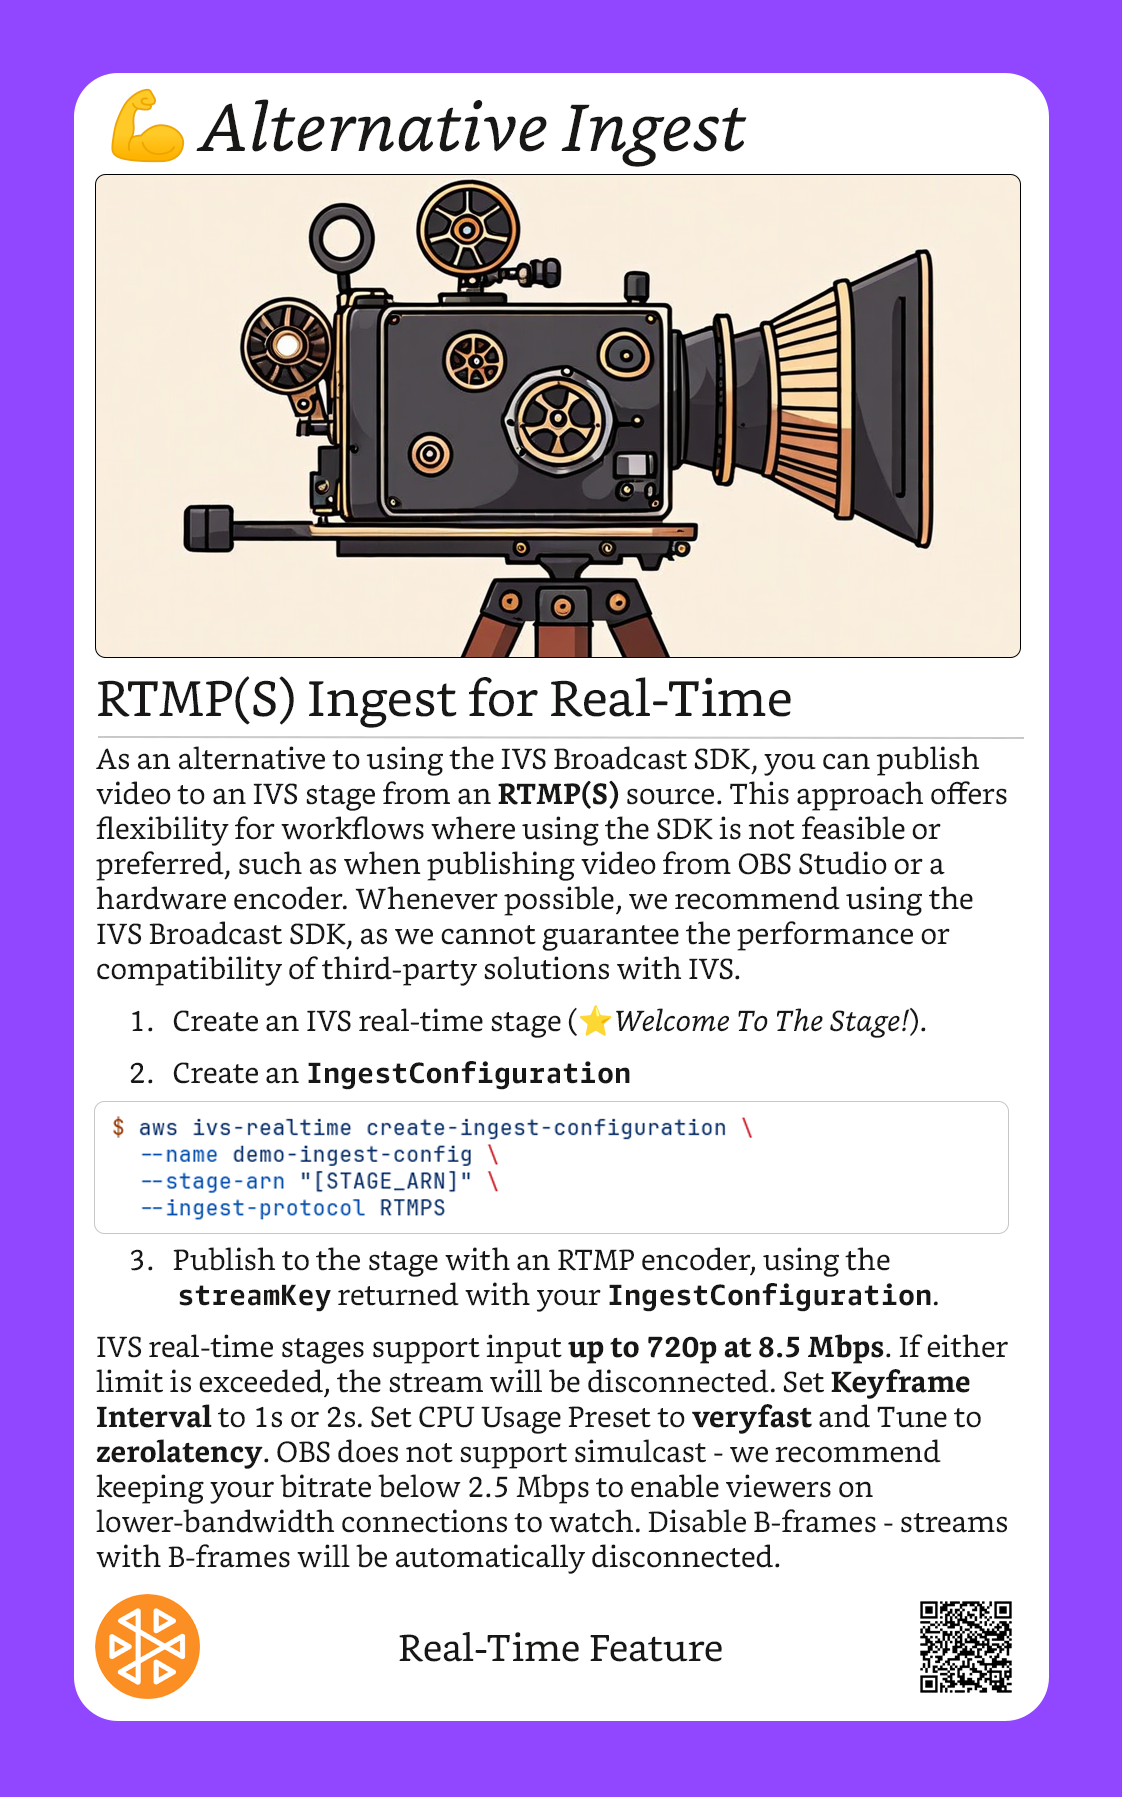 💪 Alternative Ingest
RTMP(S) Ingest for Real-Time
As an alternative to using the IVS Broadcast SDK, you can publish
video to an IVS stage from an RTMP(S) source. This approach offers
flexibility for workflows where using the SDK is not feasible or
preferred, such as when publishing video from OBS Studio or a
hardware encoder. Whenever possible, we recommend using the
IVS Broadcast SDK, as we cannot guarantee the performance or
compatibility of third-party solutions with IVS.
1. Create an IVS real-time stage (⭐Welcome To The Stage!).
2. Create an IngestConfiguration
$ aws ivs-realtime create-ingest-configuration \
--name demo-ingest-config \
--stage-arn "[STAGE_ARN]" \
--ingest-protocol RTMPS
3. Publish to the stage with an RTMP encoder, using the
streamKey returned with your IngestConfiguration.
IVS real-time stages support input up to 720p at 8.5 Mbps. If either
limit is exceeded, the stream will be disconnected. Set Keyframe
Interval to 1s or 2s. Set CPU Usage Preset to veryfast and Tune to
zerolatency. OBS does not support simulcast - we recommend
keeping your bitrate below 2.5 Mbps to enable viewers on
lower-bandwidth connections to watch. Disable B-frames - streams
with B-frames will be automatically disconnected.
Real-Time Feature